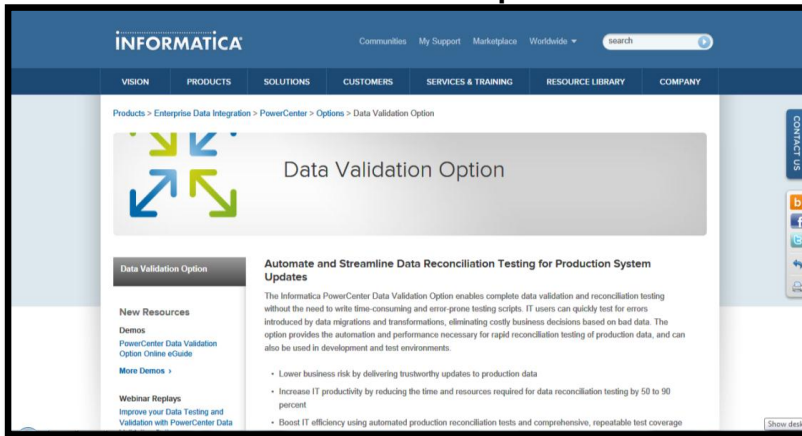 INFORMATICA
Communities My Support Marketplace Worldwide search
VISION PRODUCTS SOLUTIONS CUSTOMERS SERVICES & TRAINING RESOURCE LIBRARY COMPANY
Products > Enterprise Data Integration > PowerCenter > Options > Data Validation Option
CONTACT US
Data Validation Option
Data Validation Option
New Resources
Demos
PowerCenter Data Validation
Option Online eGuide
More Demos ›
Webinar Replays
Improve your Data Testing and
Validation with PowerCenter Data
Automate and Streamline Data Reconciliation Testing for Production System
Updates
The Informatica PowerCenter Data Validation Option enables complete data validation and reconciliation testing
without the need to write time-consuming and error-prone testing scripts. IT users can quickly test for errors
introduced by data migrations and transformations, eliminating costly business decisions based on bad data. The
option provides the automation and performance necessary for rapid reconciliation testing of production data, and can
also be used in development and test environments.
• Lower business risk by delivering trustworthy updates to production data
• Increase IT productivity by reducing the time and resources required for data reconciliation testing by 50 to 90
percent
• Boost IT efficiency using automated production reconciliation tests and comprehensive, repeatable test coverage
Show desk